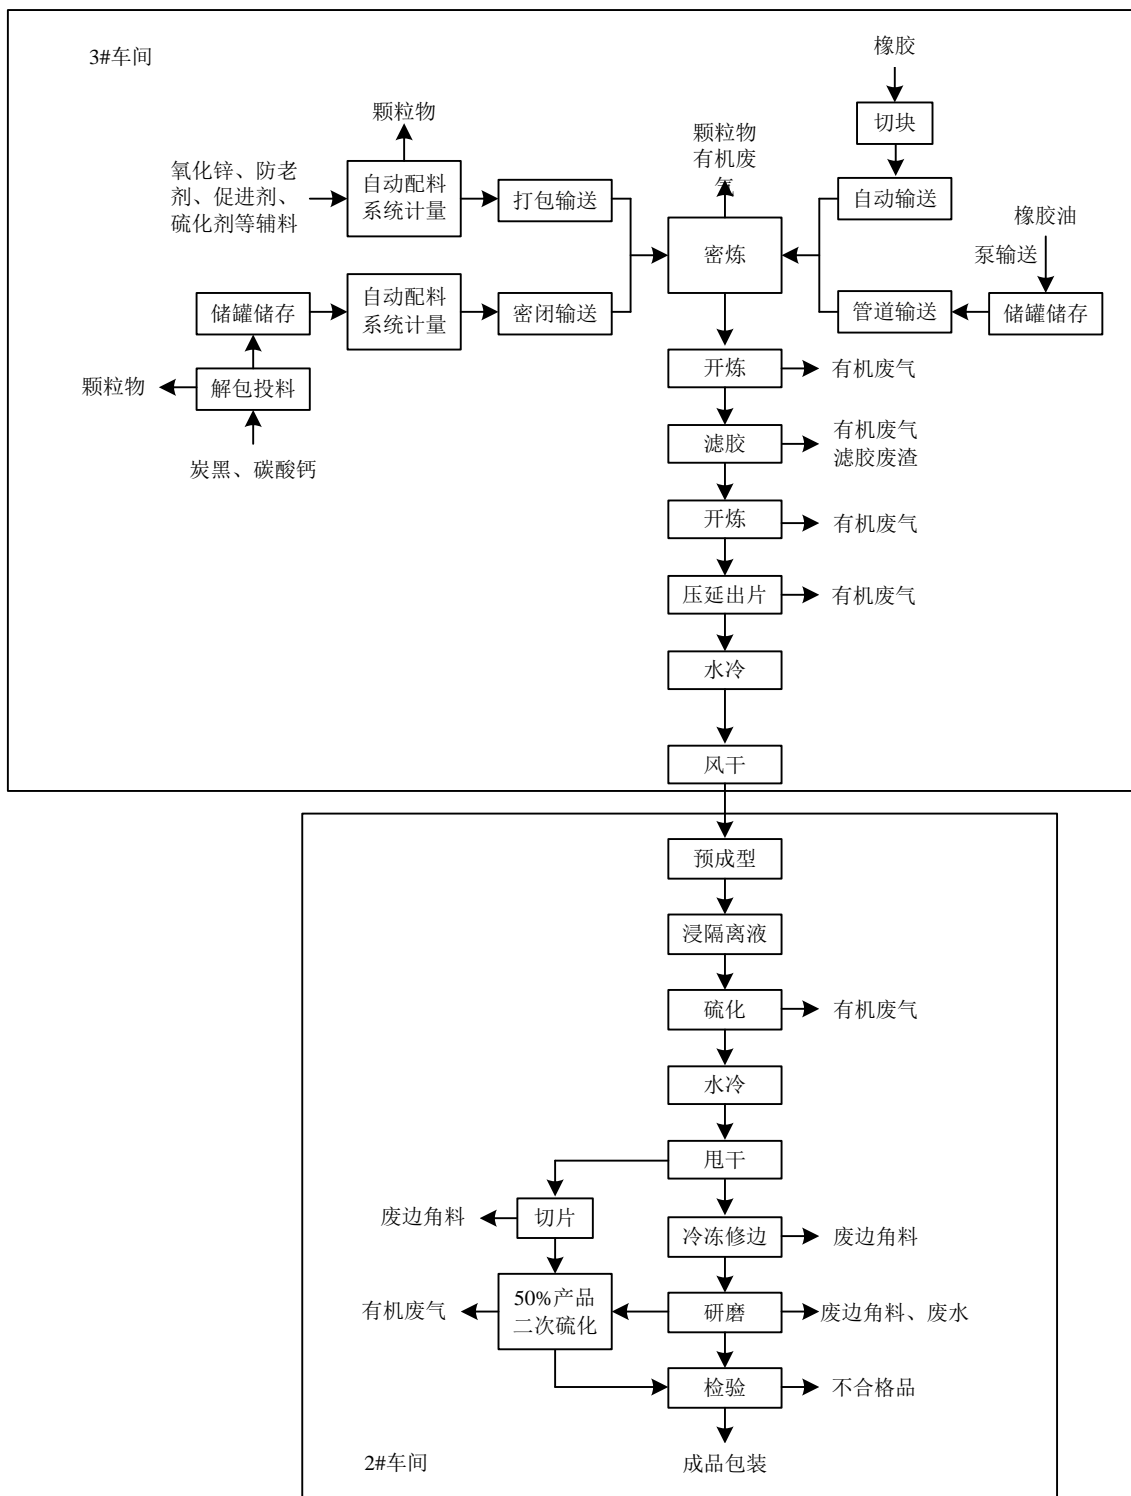 3#车间
橡胶
切块
自动输送
橡胶油
泵输送
储罐储存
管道输送
颗粒物
氧化锌、防老
剂、促进剂、
硫化剂等辅料
自动配料
系统计量
打包输送
颗粒物
有机废
气
密炼
储罐储存
自动配料
系统计量
密闭输送
颗粒物
解包投料
炭黑、碳酸钙
开炼
有机废气
滤胶
有机废气
滤胶废渣
开炼
有机废气
压延出片
有机废气
水冷
风干
预成型
浸隔离液
硫化
有机废气
水冷
甩干
废边角料
切片
冷冻修边
废边角料
有机废气
50%产品
二次硫化
研磨
废边角料、废水
检验
不合格品
2#车间
成品包装